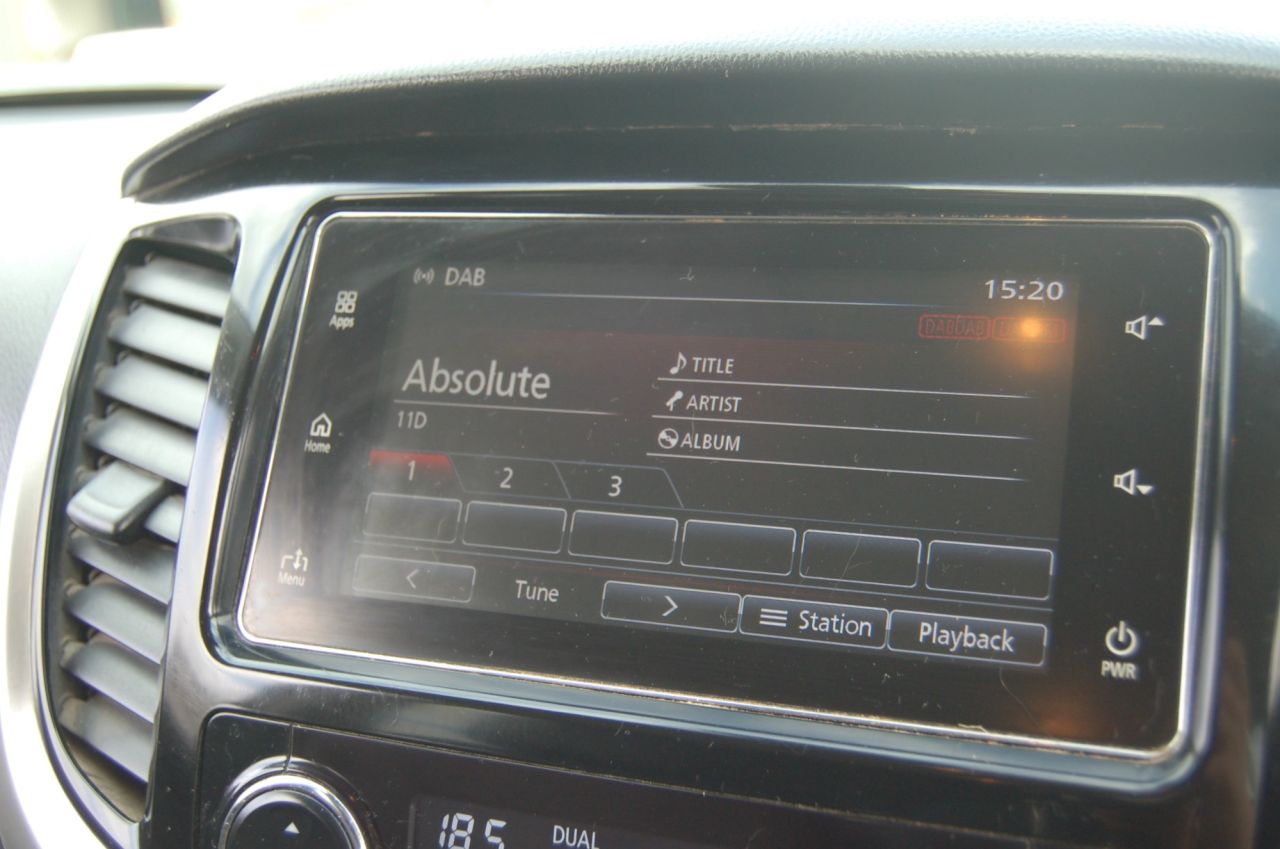 DAB
15:20
Apps
Absolute
TITLE
ARTIST
11D
ALBUM
Home
1 2 3
Menu
Tune
Station
Playback
PWR
18.5 DUAL